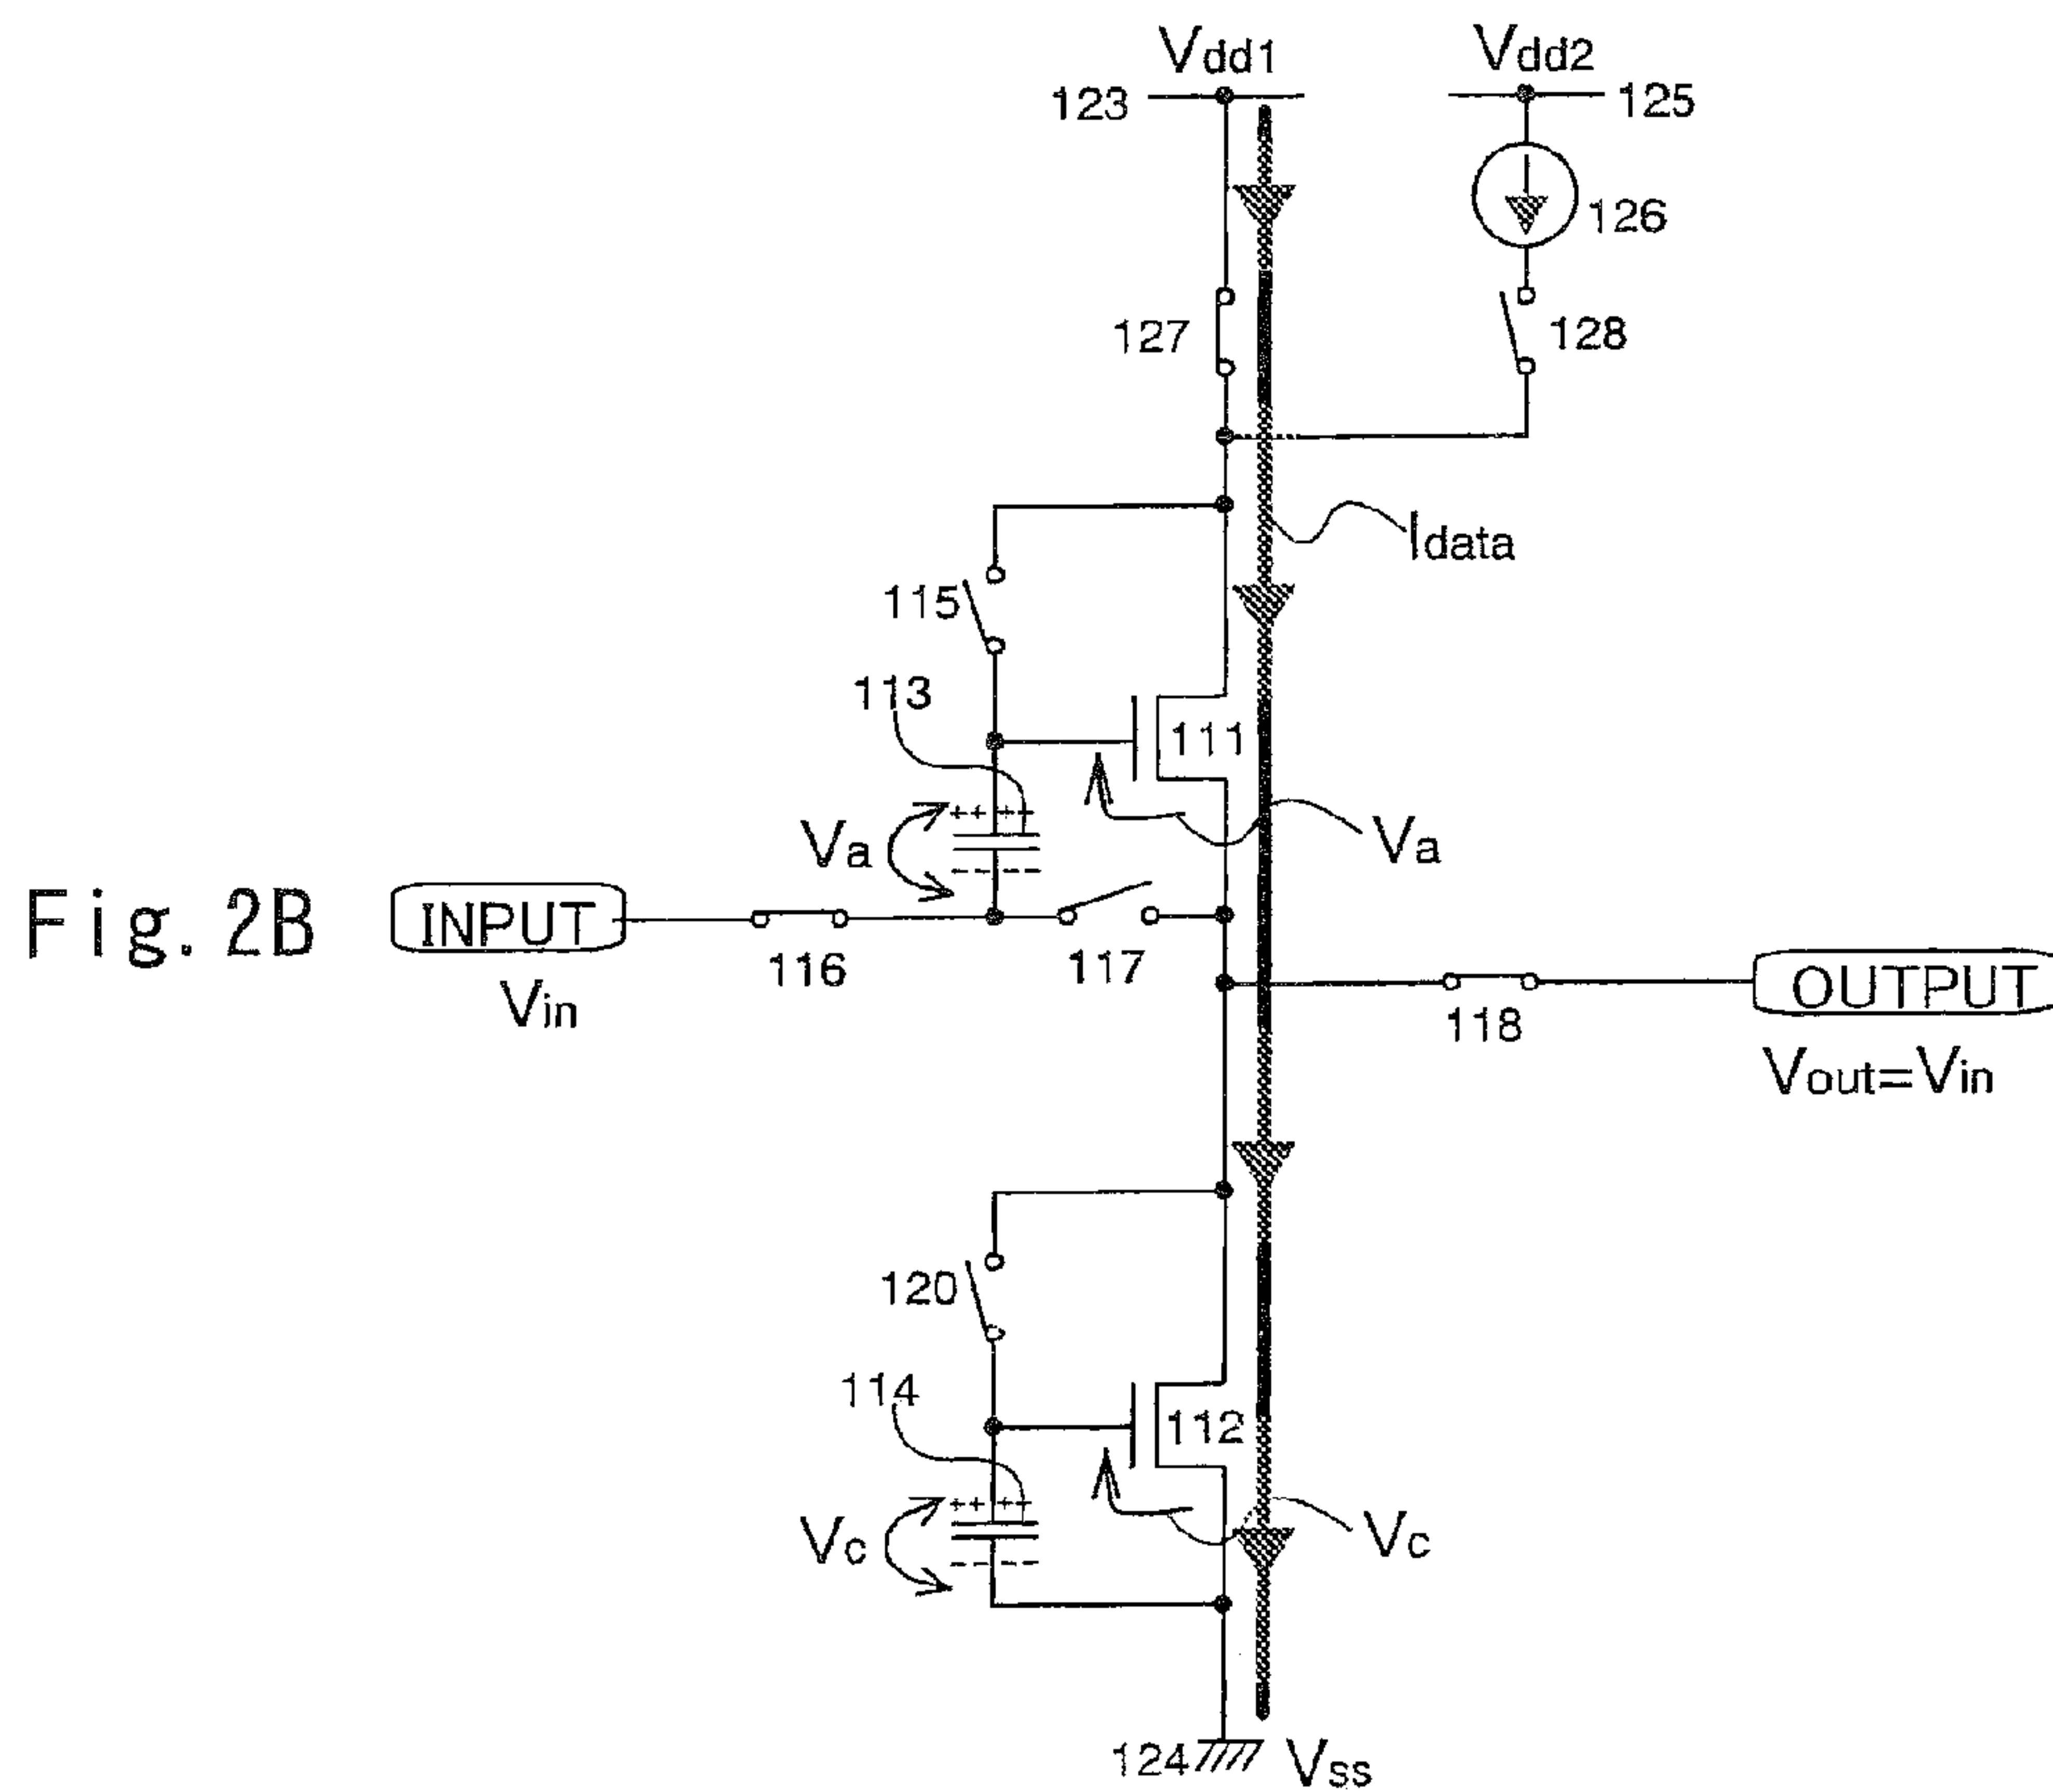 Vdd1
Vdd2
123
125
126
127
128
Idata
115
113
111
Va
Va
Fig. 2B
INPUT
116
117
Vin
OUTPUT
118
Vout=Vin
120
114
112
Vc
Vc
124
Vss